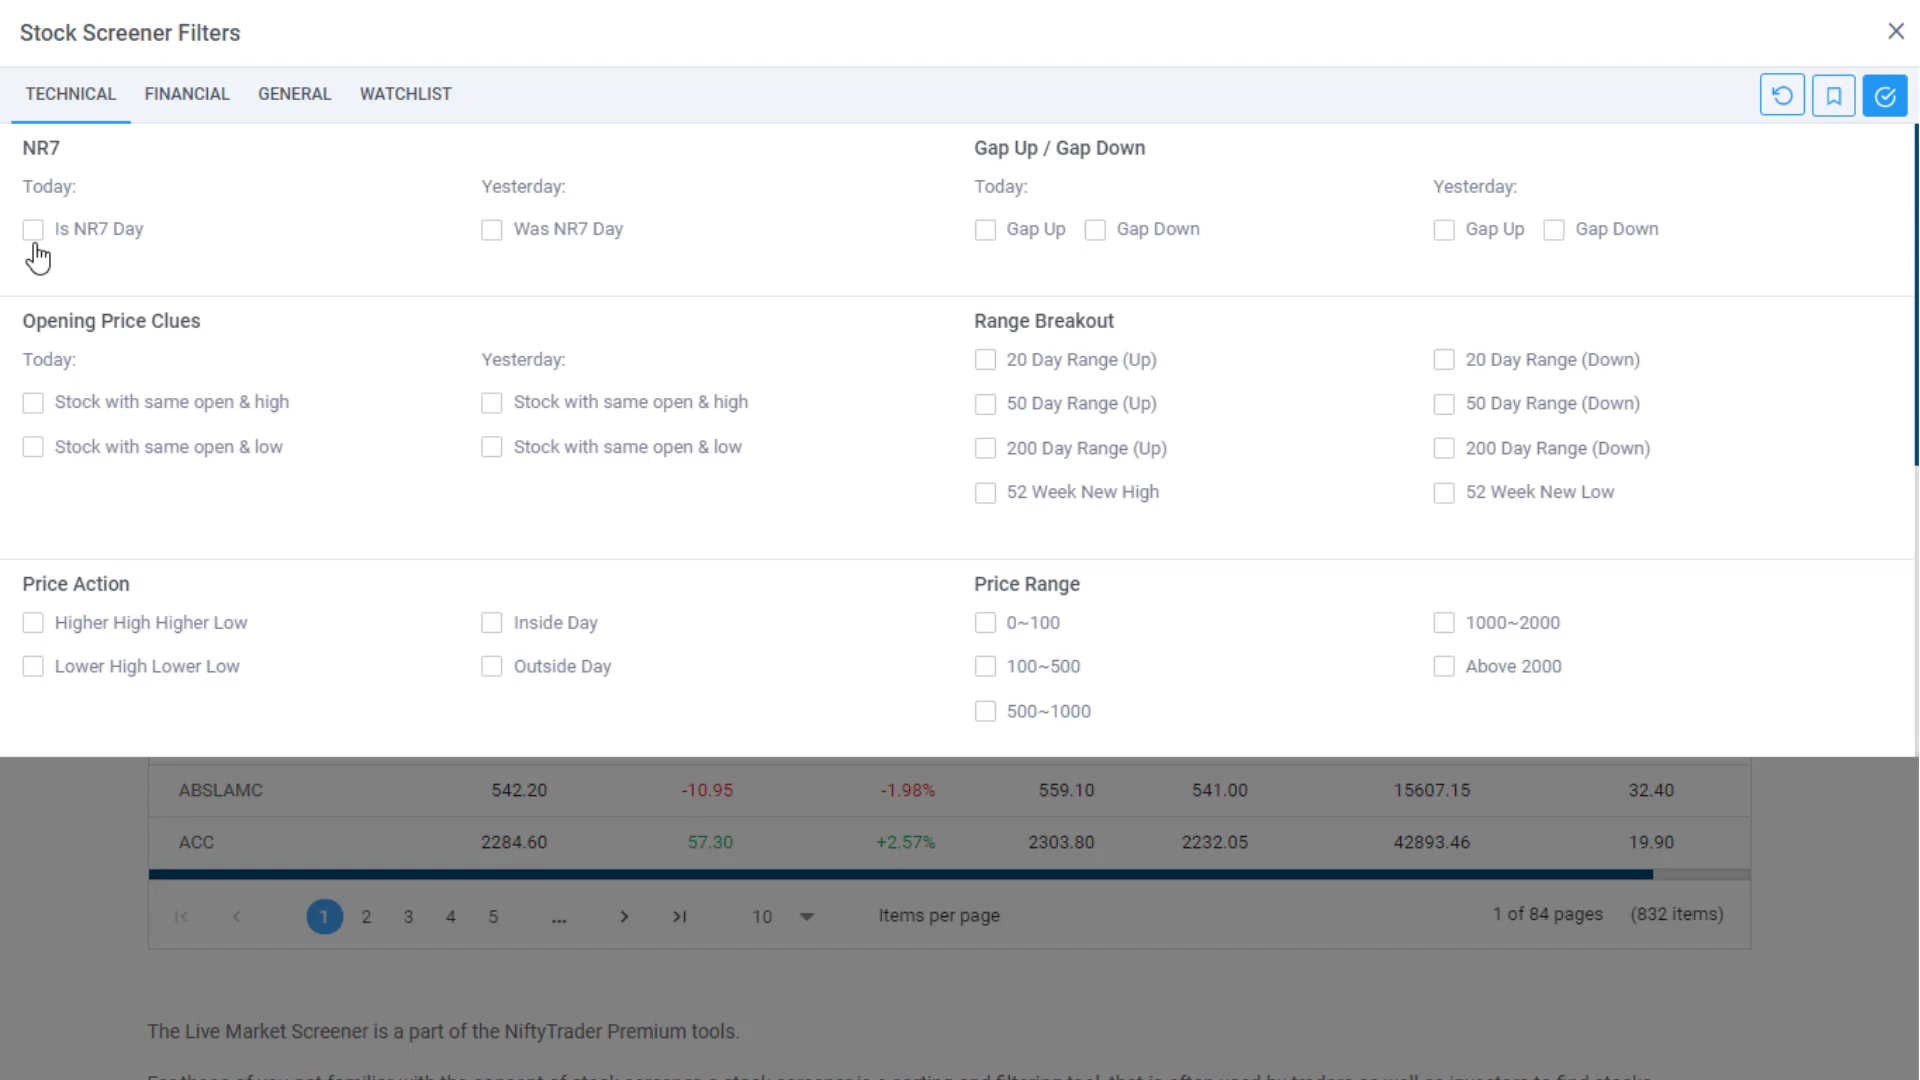 Stock Screener Filters
TECHNICAL FINANCIAL GENERAL WATCHLIST
NR7
Today: Yesterday:
Is NR7 Day Was NR7 Day
Gap Up / Gap Down
Today: Yesterday:
Gap Up Gap Down Gap Up Gap Down
Opening Price Clues
Today: Yesterday:
Stock with same open & high Stock with same open & high
Stock with same open & low Stock with same open & low
Range Breakout
20 Day Range (Up) 20 Day Range (Down)
50 Day Range (Up) 50 Day Range (Down)
200 Day Range (Up) 200 Day Range (Down)
52 Week New High 52 Week New Low
Price Action
Higher High Higher Low Inside Day
Lower High Lower Low Outside Day
Price Range
0~100 1000~2000
100~500 Above 2000
500~1000
ABSLAMC 542.20 -10.95 -1.98% 559.10 541.00 15607.15 32.40
ACC 2284.60 57.30 +2.57% 2303.80 2232.05 42893.46 19.90
1 2 3 4 5 ... 10 Items per page 1 of 84 pages (832 items)
The Live Market Screener is a part of the NiftyTrader Premium tools.